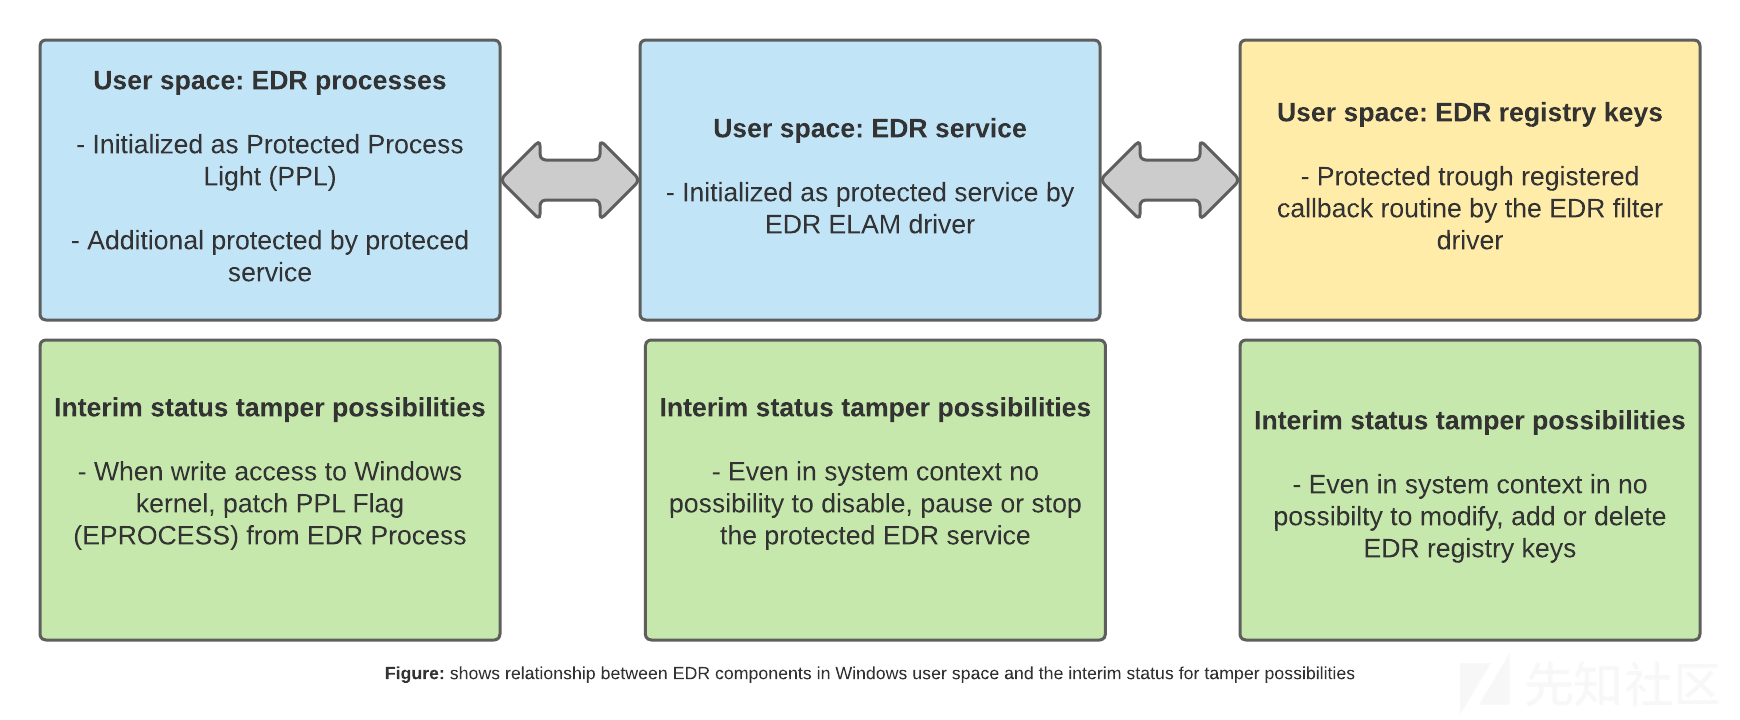 User space: EDR processes
- Initialized as Protected Process
Light (PPL)
- Additional protected by proteced
service
User space: EDR service
- Initialized as protected service by
EDR ELAM driver
User space: EDR registry keys
- Protected trough registered
callback routine by the EDR filter
driver
Interim status tamper possibilities
- When write access to Windows
kernel, patch PPL Flag
(EPROCESS) from EDR Process
Interim status tamper possibilities
- Even in system context no
possibility to disable, pause or stop
the protected EDR service
Interim status tamper possibilities
- Even in system context in no
possibilty to modify, add or delete
EDR registry keys
Figure: shows relationship between EDR components in Windows user space and the interim status for tamper possibilities
先知社区